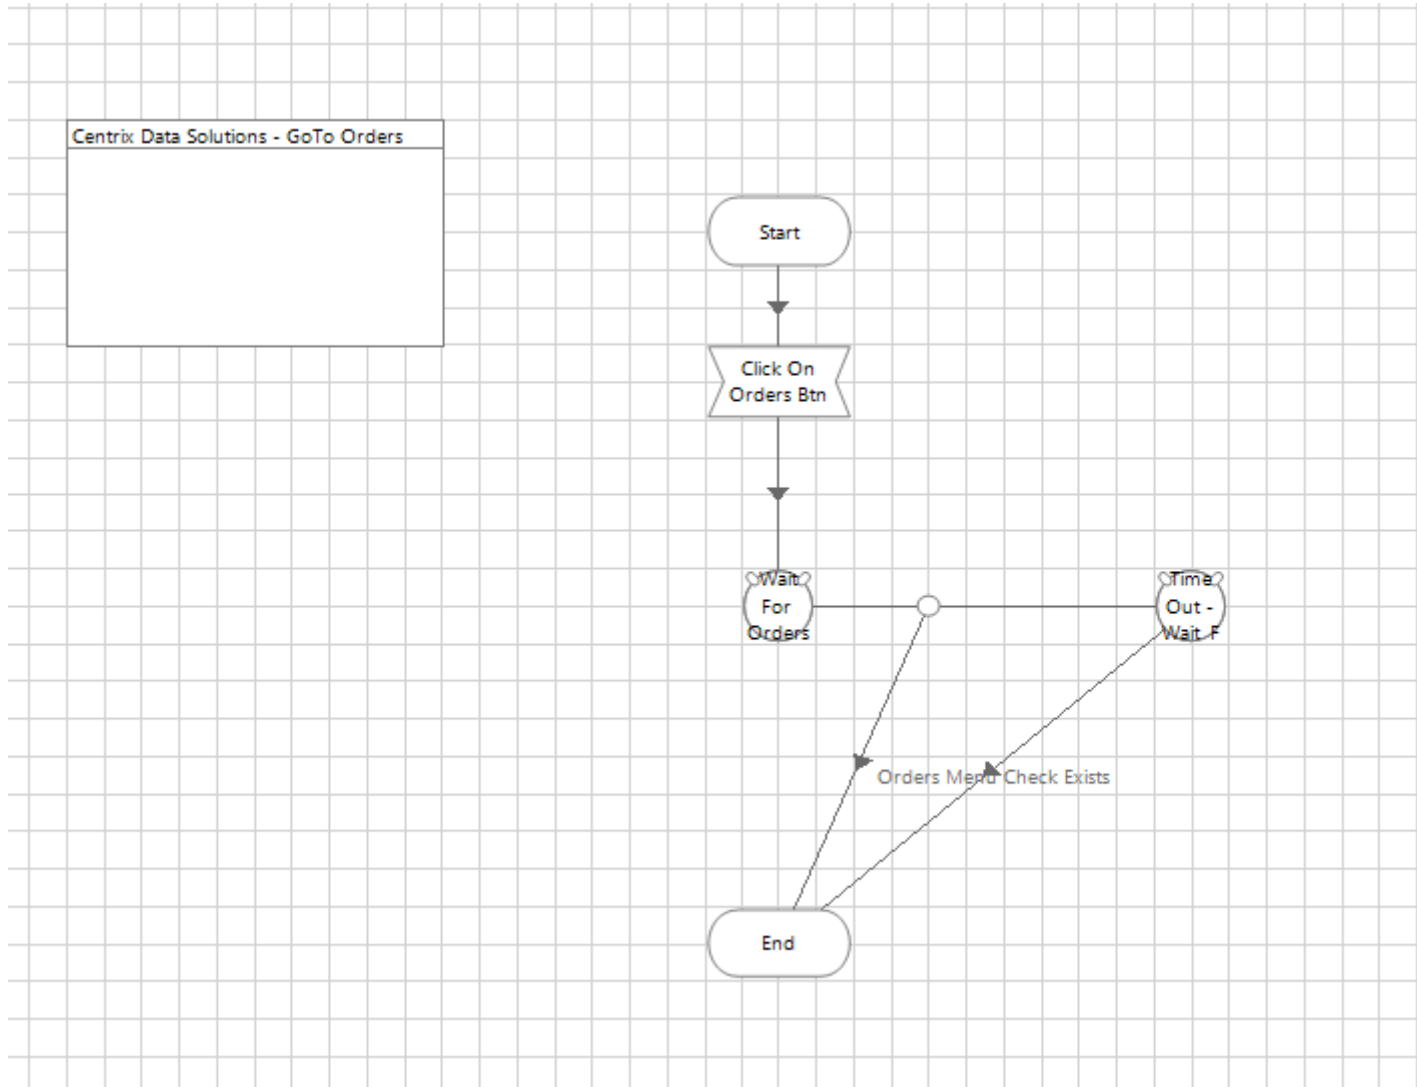 Centrix Data Solutions - GoTo Orders
Start
Click On
Orders Btn
Wait
For
Orders
Time
Out -
Wait F
Orders Menu Check Exists
End